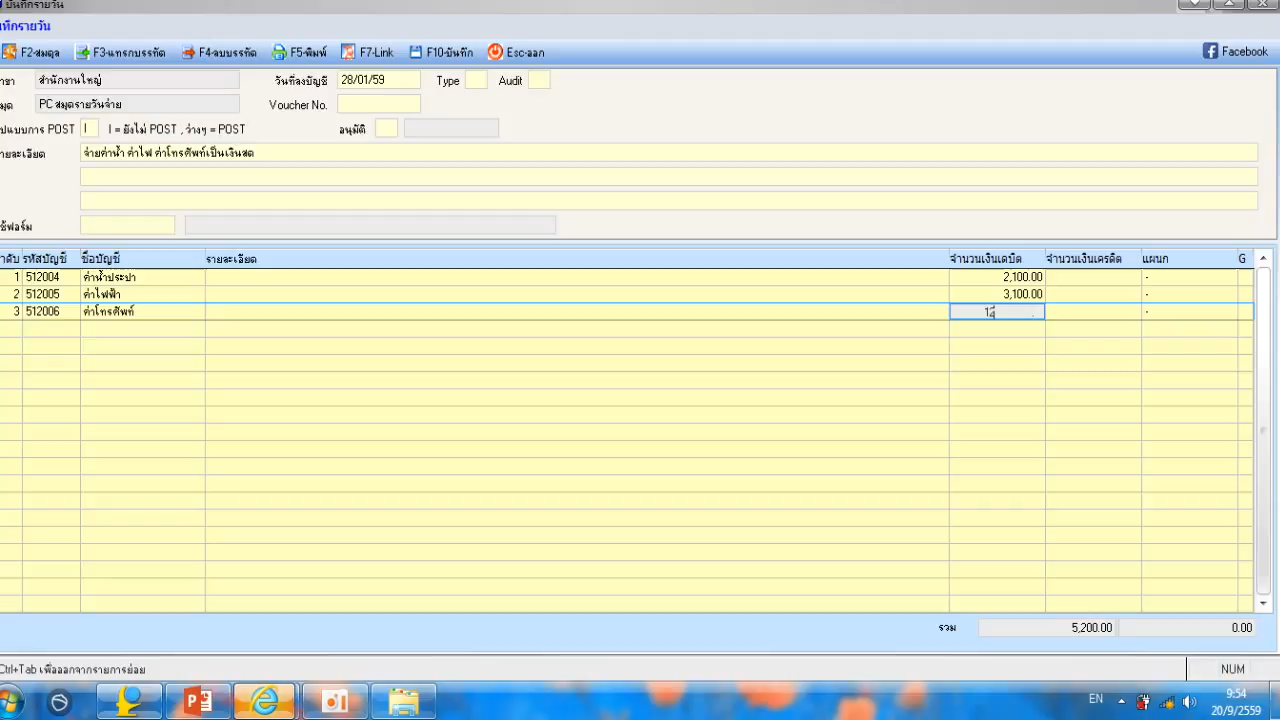 บันทึกรายวัน
ทึกรายวัน
F2-สมดุล F3-แทรกบรรทัด F4-ลบบรรทัด F5-พิมพ์ F7-Link F10-บันทึก Esc-ออก Facebook
าขา สำนักงานใหญ่ วันที่ลงบัญชี 28/01/59 Type Audit
มุด PC สมุดรายวันจ่าย Voucher No.
ปแบบการ POST I I = ยังไม่ POST , ว่างๆ = POST อนุมัติ
ายละเอียด จ่ายค่าน้ำ ค่าไฟ ค่าโทรศัพท์เป็นเงินสด
ช้ฟอร์ม
ำดับ รหัสบัญชี ชื่อบัญชี รายละเอียด จำนวนเงินเดบิต จำนวนเงินเครดิต แผนก G
1 512004 ค่าน้ำประปา 2,100.00 -
2 512005 ค่าไฟฟ้า 3,100.00 -
3 512006 ค่าโทรศัพท์ -
รวม 5,200.00 0.00
Ctrl+Tab เพื่อออกจากรายการย่อย NUM
EN 9:54
20/9/2559